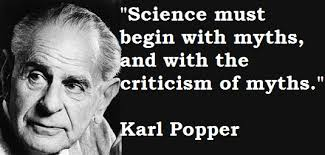 "Science must
begin with myths,
and with the
criticism of myths."
Karl Popper